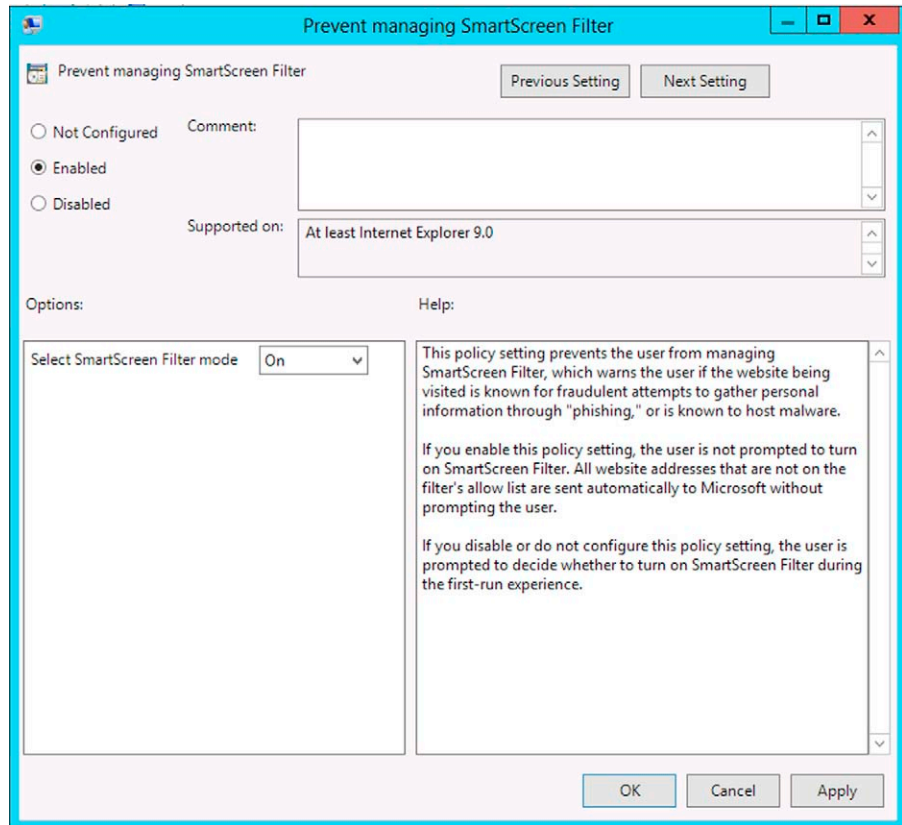 Prevent managing SmartScreen Filter
Prevent managing SmartScreen Filter
Previous Setting
Next Setting
Not Configured
Comment:
Enabled
Disabled
Supported on:
At least Internet Explorer 9.0
Options:
Help:
Select SmartScreen Filter mode
On
This policy setting prevents the user from managing
SmartScreen Filter, which warns the user if the website being
visited is known for fraudulent attempts to gather personal
information through "phishing," or is known to host malware.
If you enable this policy setting, the user is not prompted to turn
on SmartScreen Filter. All website addresses that are not on the
filter's allow list are sent automatically to Microsoft without
prompting the user.
If you disable or do not configure this policy setting, the user is
prompted to decide whether to turn on SmartScreen Filter during
the first-run experience.
OK
Cancel
Apply